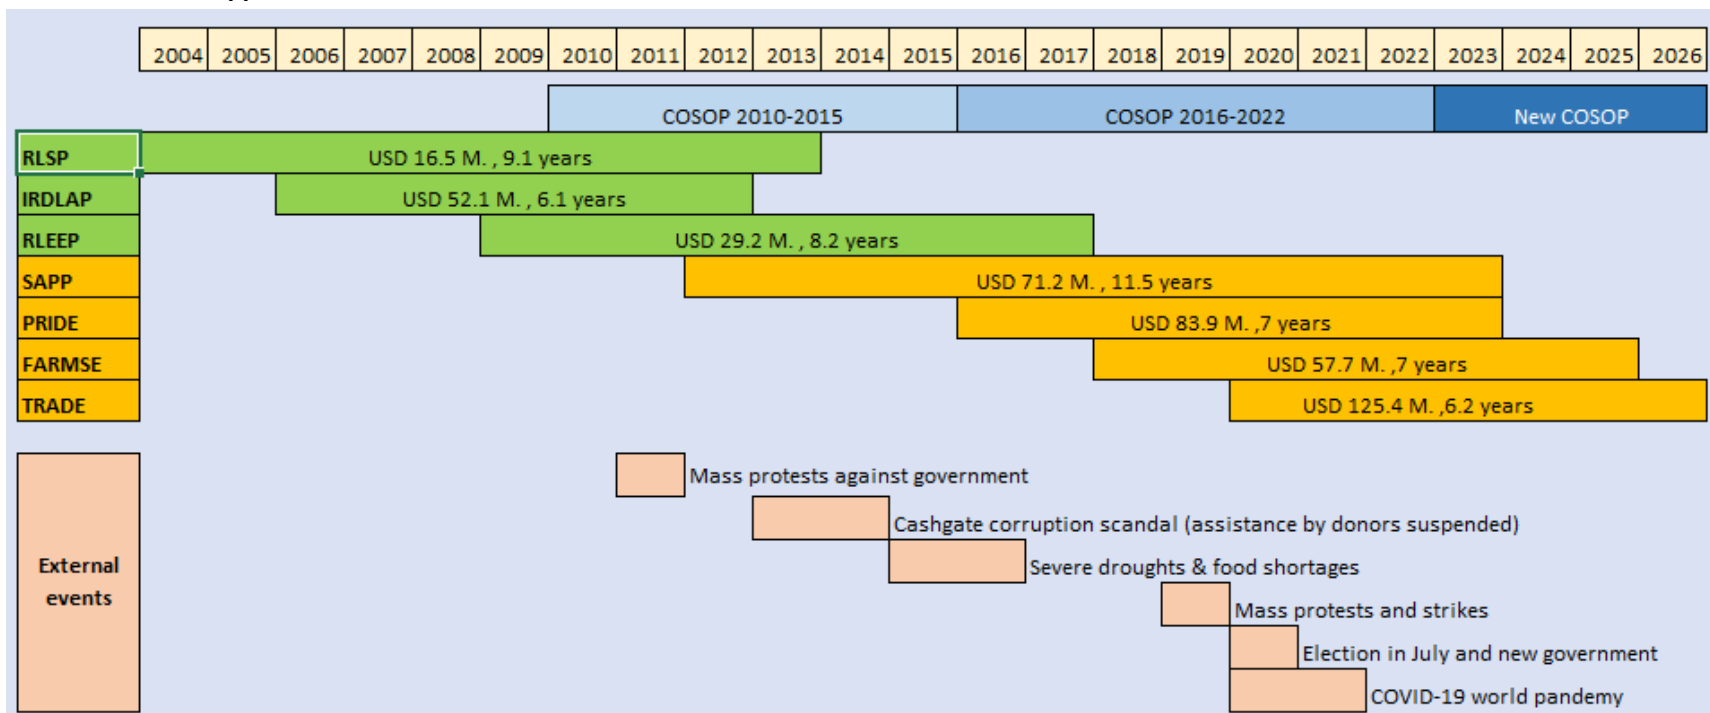 2004 2005 2006 2007 2008 2009 2010 2011 2012 2013 2014 2015 2016 2017 2018 2019 2020 2021 2022 2023 2024 2025 2026
COSOP 2010-2015 COSOP 2016-2022 New COSOP
RLSP USD 16.5 M. , 9.1 years
IRDLAP USD 52.1 M. , 6.1 years
RLEEP USD 29.2 M. , 8.2 years
SAPP USD 71.2 M. , 11.5 years
PRIDE USD 83.9 M. ,7 years
FARMSE USD 57.7 M. ,7 years
TRADE USD 125.4 M. ,6.2 years
External
events
Mass protests against government
Cashgate corruption scandal (assistance by donors suspended)
Severe droughts & food shortages
Mass protests and strikes
Election in July and new government
COVID-19 world pandemy